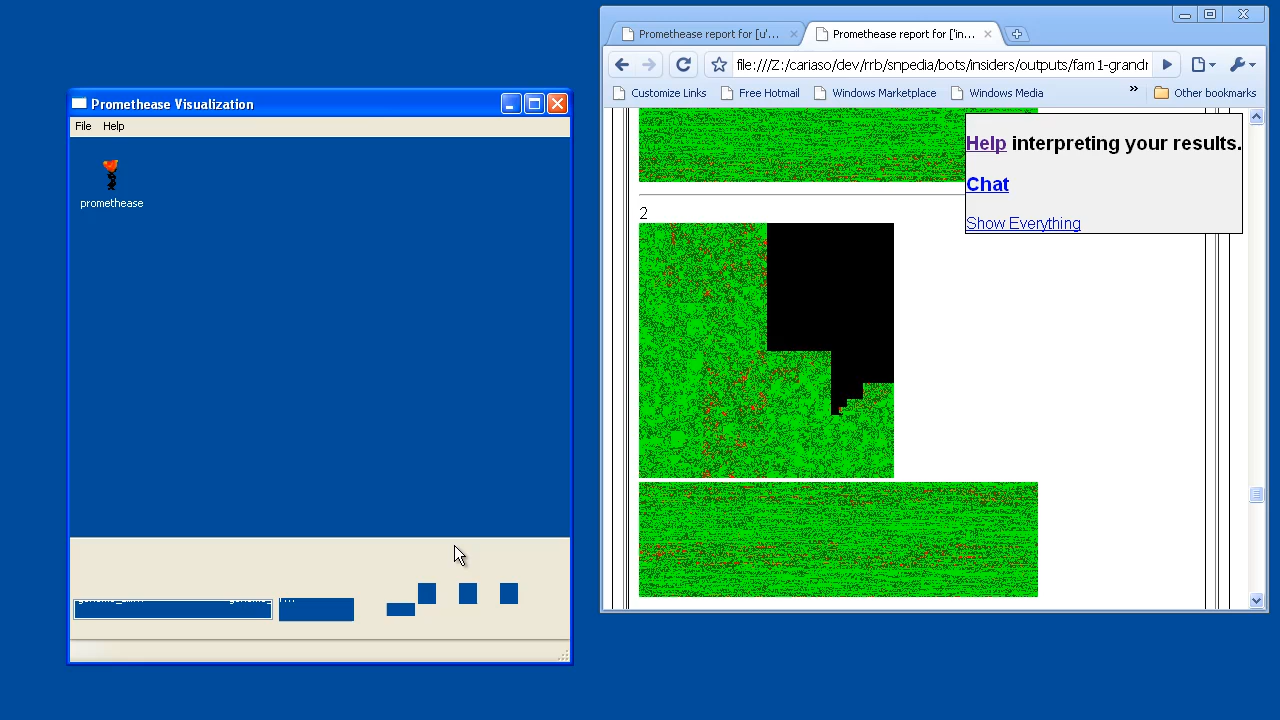 Promethease Visualization
File Help
promethease
Promethease report for [u'...
Promethease report for ['in...
file:///Z:/cariaso/dev/rrb/snpedia/bots/insiders/outputs/fam1-grandr
Customize Links Free Hotmail Windows Marketplace Windows Media » Other bookmarks
Help interpreting your results.
Chat
Show Everything
2